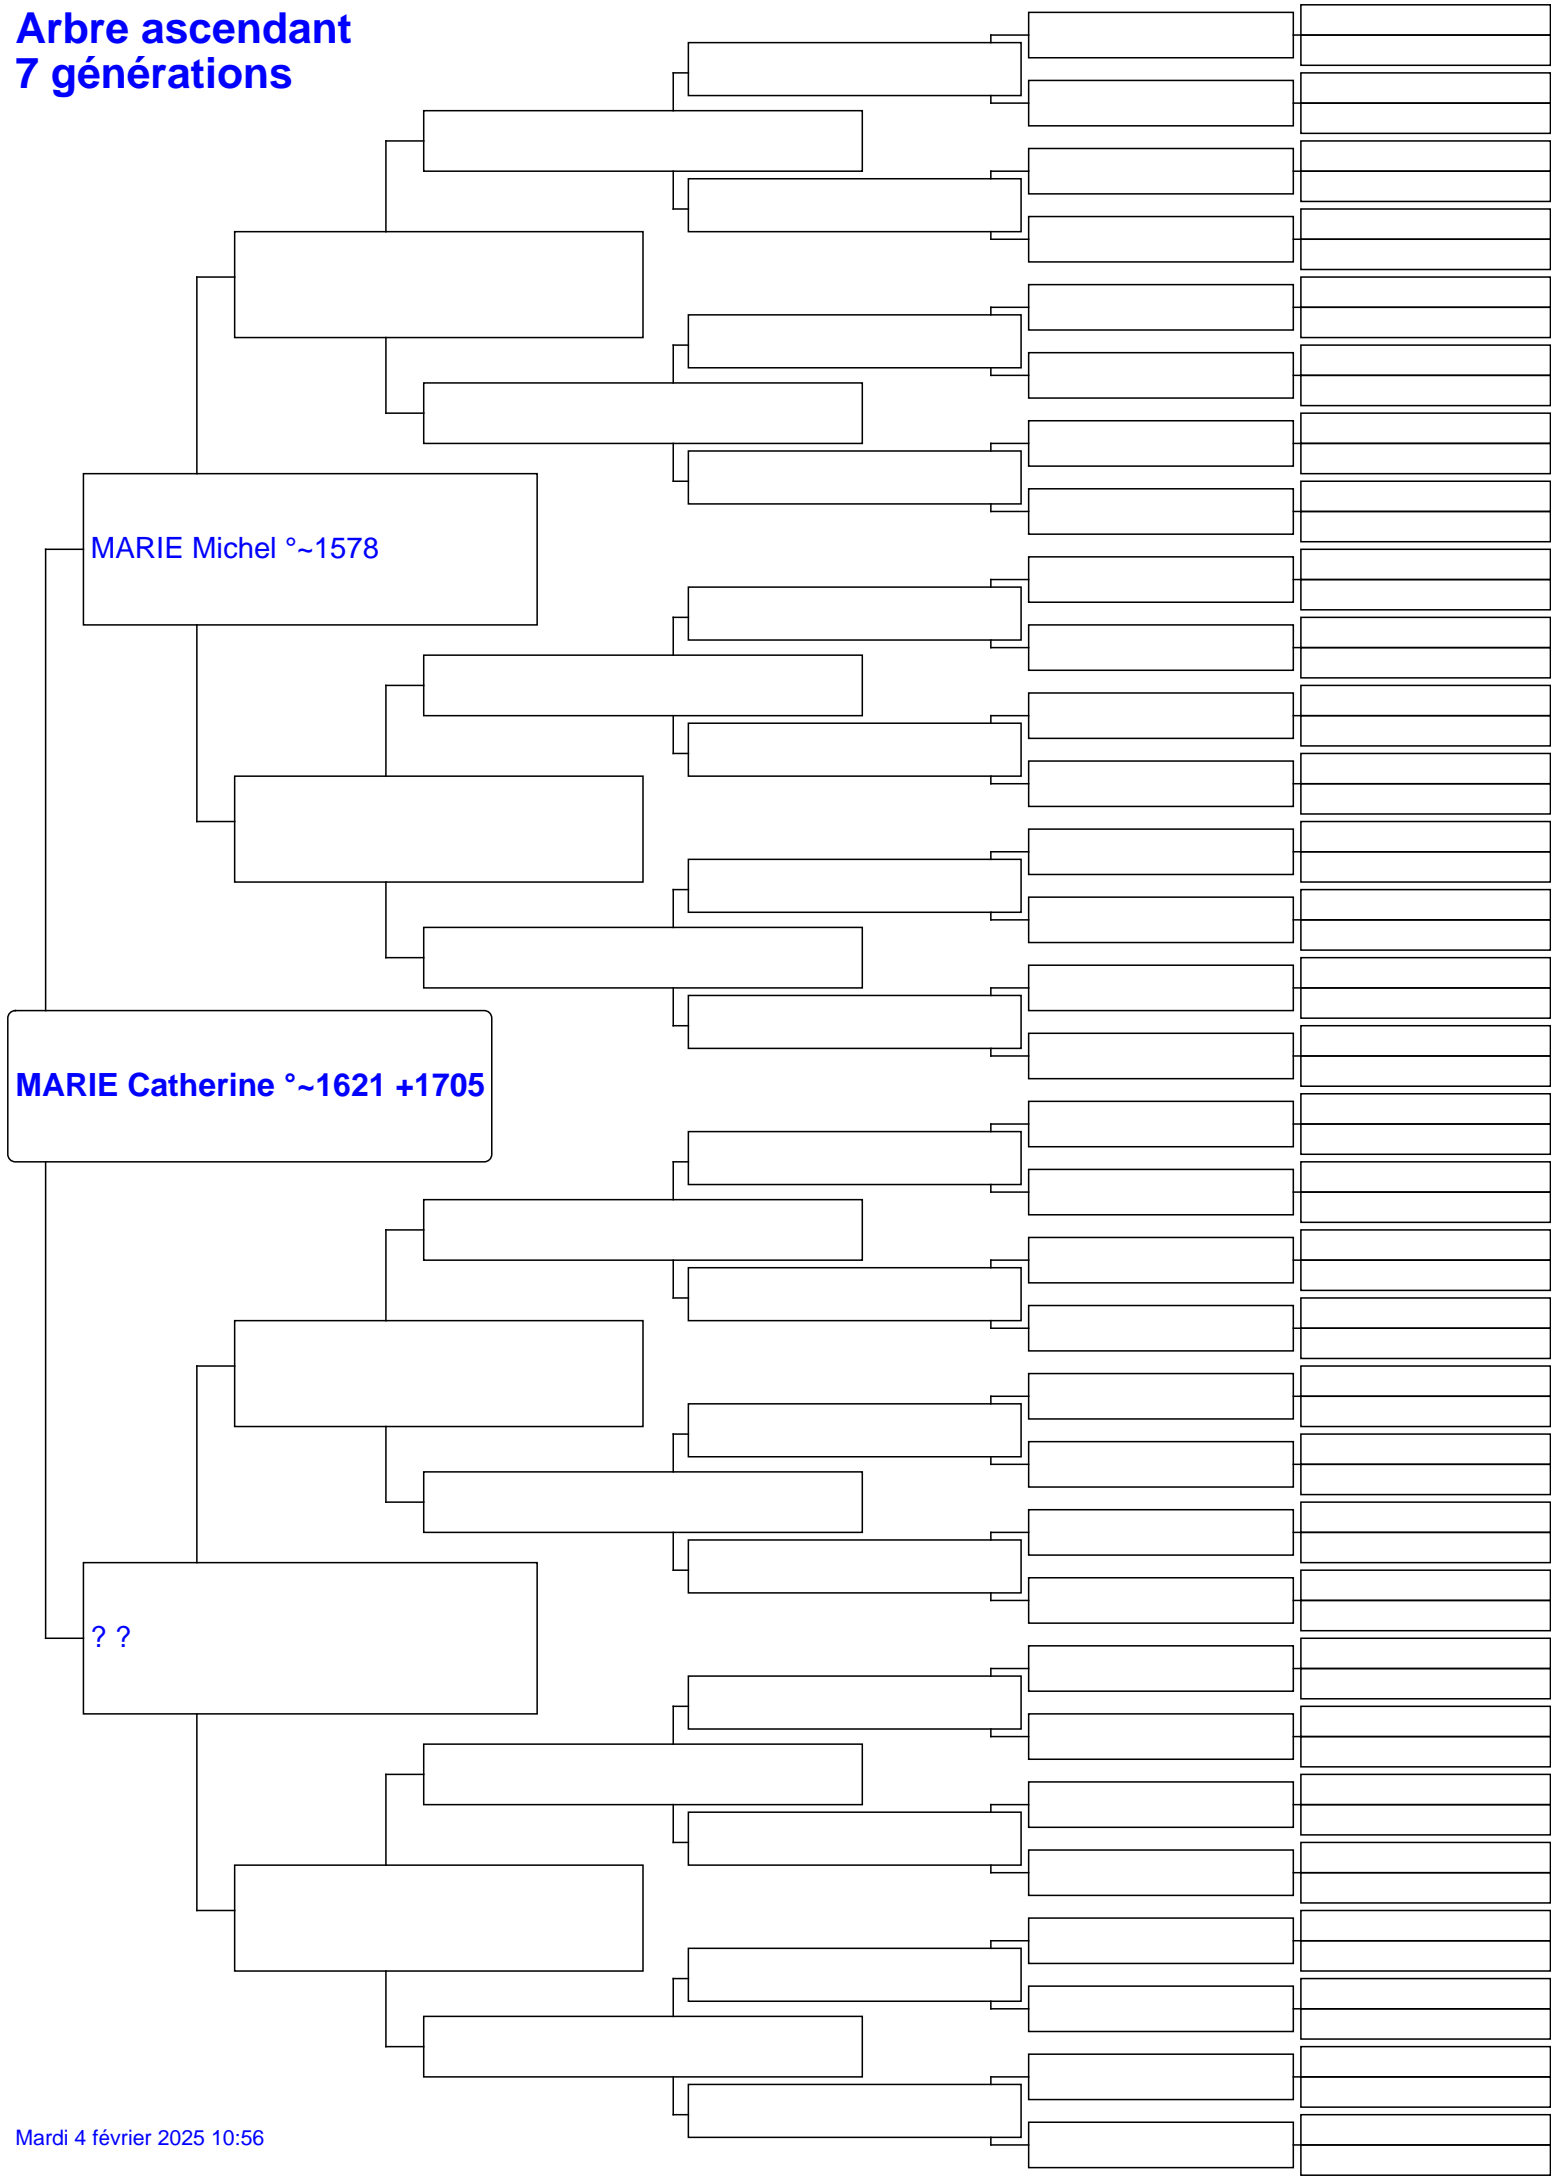 Arbre ascendant
7 générations
MARIE Michel °~1578
MARIE Catherine °~1621 +1705
? ?
Mardi 4 février 2025 10:56